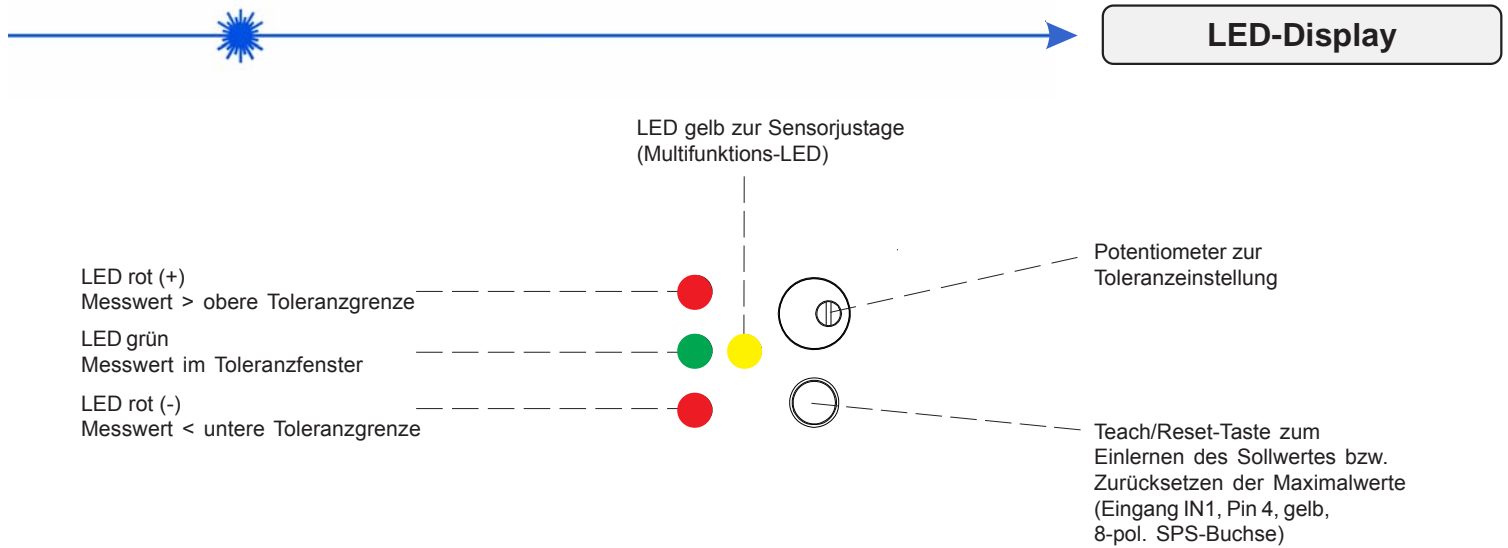 LED-Display
LED gelb zur Sensorjustage
(Multifunktions-LED)
LED rot (+)
Messwert > obere Toleranzgrenze
LED grün
Messwert im Toleranzfenster
LED rot (-)
Messwert < untere Toleranzgrenze
Potentiometer zur
Toleranzeinstellung
Teach/Reset-Taste zum
Einlernen des Sollwertes bzw.
Zurücksetzen der Maximalwerte
(Eingang IN1, Pin 4, gelb,
8-pol. SPS-Buchse)